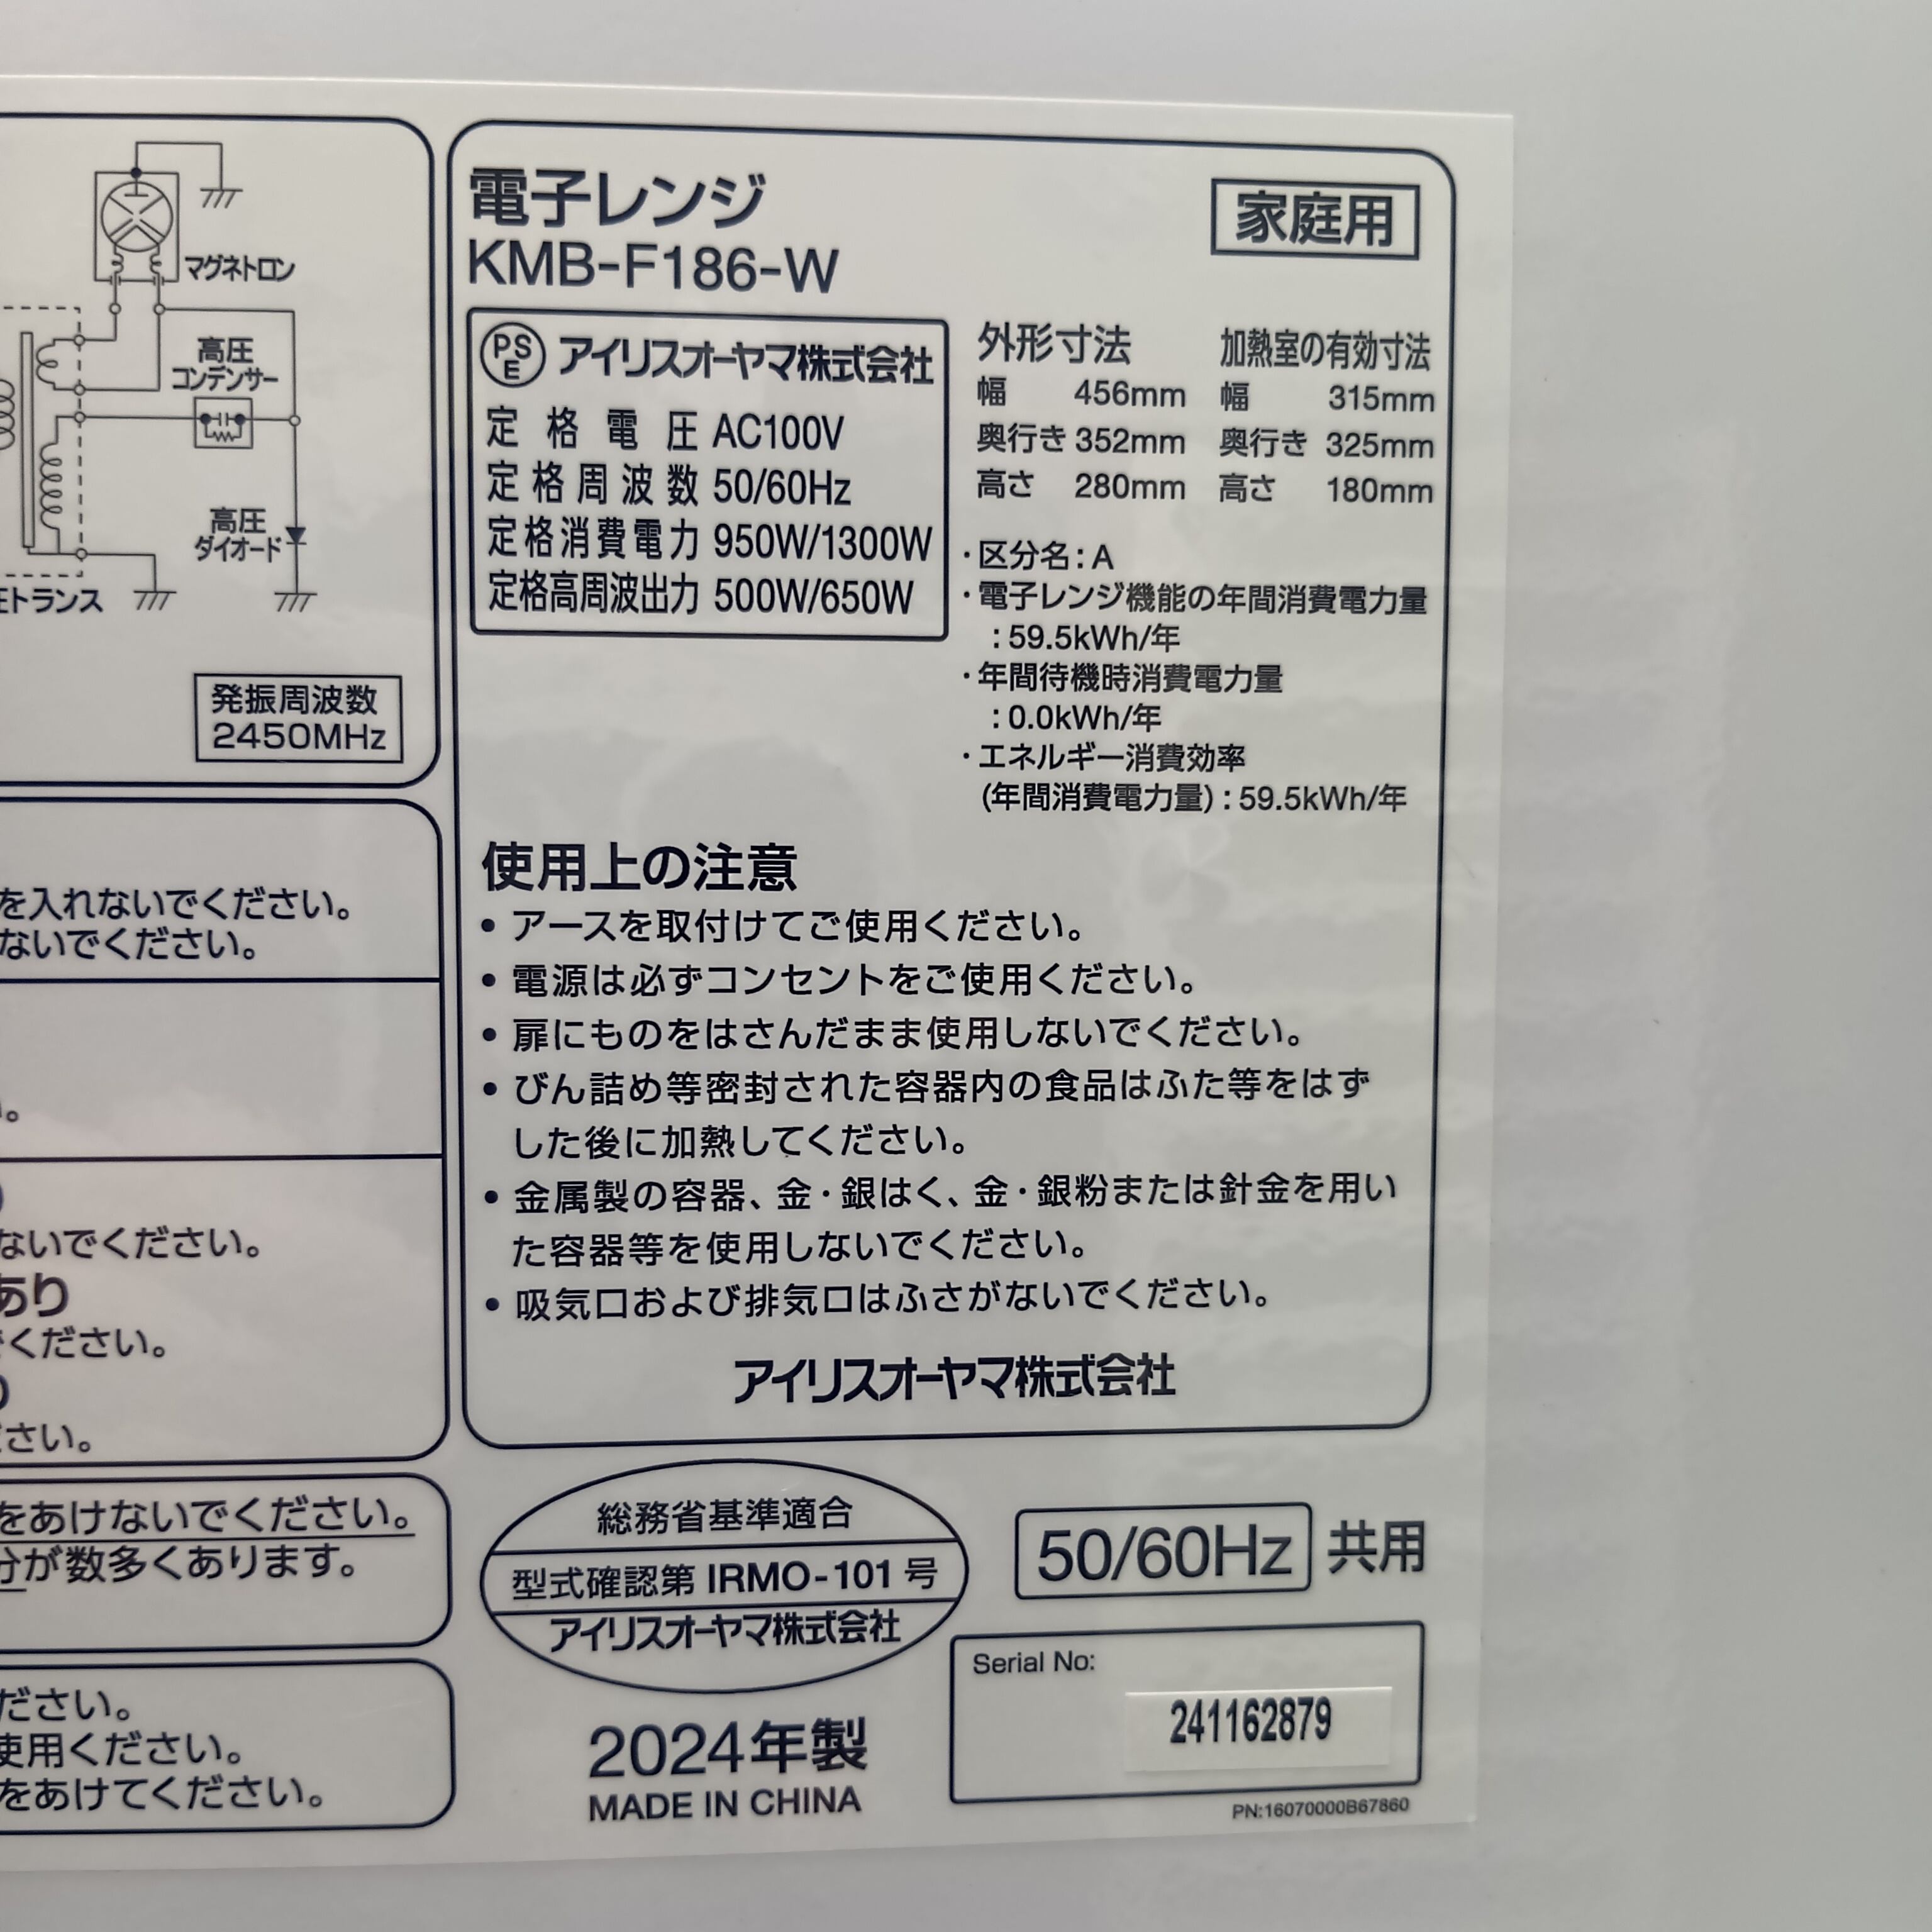 マグネトロン
高圧
コンデンサー
高圧
ダイオード
圧トランス
発振周波数
2450MHz
を入れないでください。
ないでください。
い。
ないでください。
あり
でください。
ださい。
をあけないでください。
分が数多くあります。
ださい。
使用ください。
をあけてください。
電子レンジ
KMB-F186-W
家庭用
PSE アイリスオーヤマ株式会社
定格電圧 AC100V
定格周波数 50/60Hz
定格消費電力 950W/1300W
定格高周波出力 500W/650W
外形寸法
幅 456mm
奥行き 352mm
高さ 280mm
加熱室の有効寸法
幅 315mm
奥行き 325mm
高さ 180mm
・区分名：A
・電子レンジ機能の年間消費電力量
：59.5kWh/年
・年間待機時消費電力量
：0.0kWh/年
・エネルギー消費効率
(年間消費電力量)：59.5kWh/年
使用上の注意
● アースを取付けてご使用ください。
● 電源は必ずコンセントをご使用ください。
● 扉にものをはさんだまま使用しないでください。
● びん詰め等密封された容器内の食品はふた等をはず
した後に加熱してください。
● 金属製の容器、金・銀はく、金・銀粉または針金を用い
た容器等を使用しないでください。
● 吸気口および排気口はふさがないでください。
アイリスオーヤマ株式会社
総務省基準適合
型式確認第 IRMO-101 号
アイリスオーヤマ株式会社
50/60Hz 共用
2024年製
MADE IN CHINA
Serial No:
241162879
PN:16070000B67860